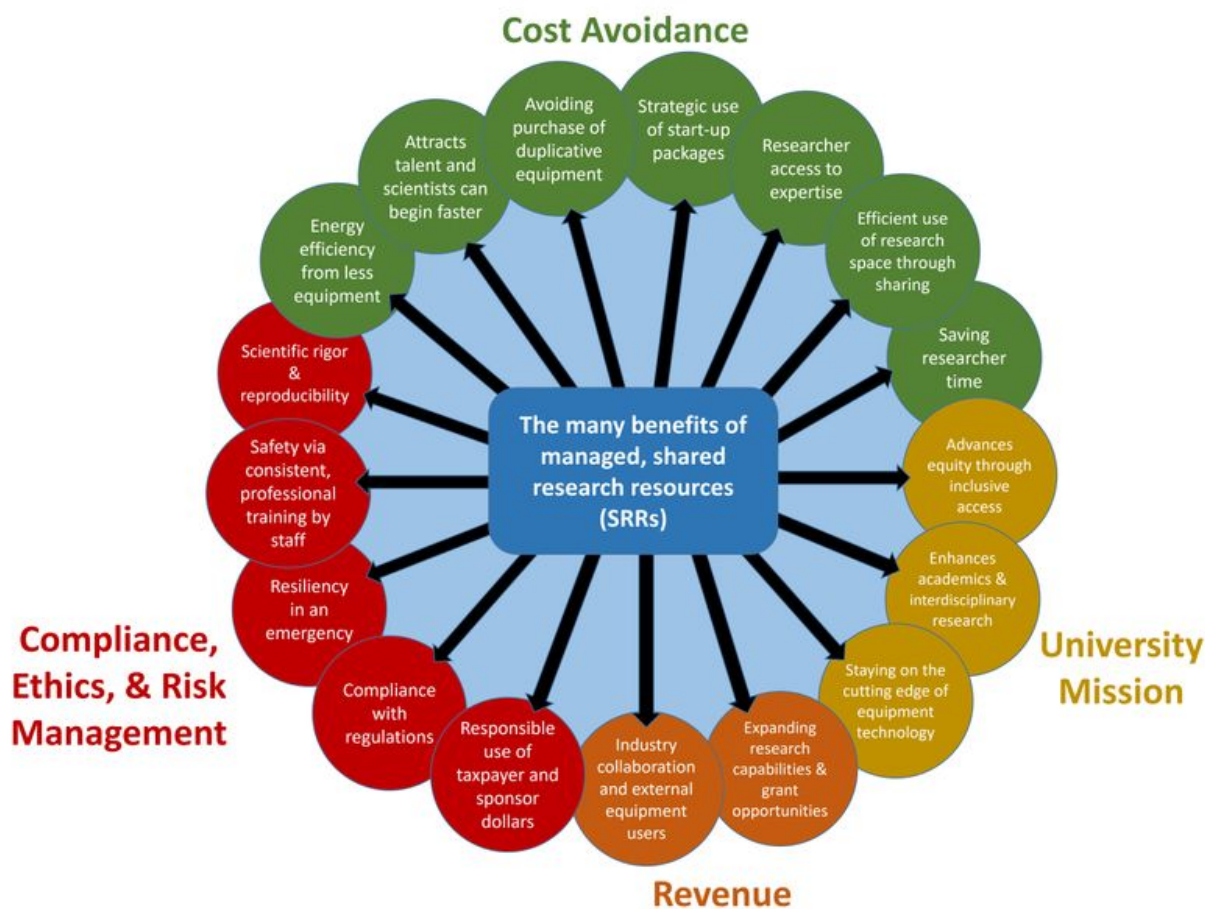 Cost Avoidance
Energy
efficiency
from less
equipment
Attracts
talent and
scientists can
begin faster
Avoiding
purchase of
duplicative
equipment
Strategic use
of start-up
packages
Researcher
access to
expertise
Efficient use
of research
space through
sharing
Saving
researcher
time
The many benefits of
managed, shared
research resources
(SRRs)
Advances
equity through
inclusive
access
Enhances
academics &
interdisciplinary
research
Staying on the
cutting edge of
equipment
technology
University
Mission
Expanding
research
capabilities &
grant
opportunities
Industry
collaboration
and external
equipment
users
Revenue
Responsible
use of
taxpayer and
sponsor
dollars
Compliance
with
regulations
Resiliency
in an
emergency
Safety via
consistent,
professional
training by
staff
Scientific rigor
&
reproducibility
Compliance,
Ethics, & Risk
Management